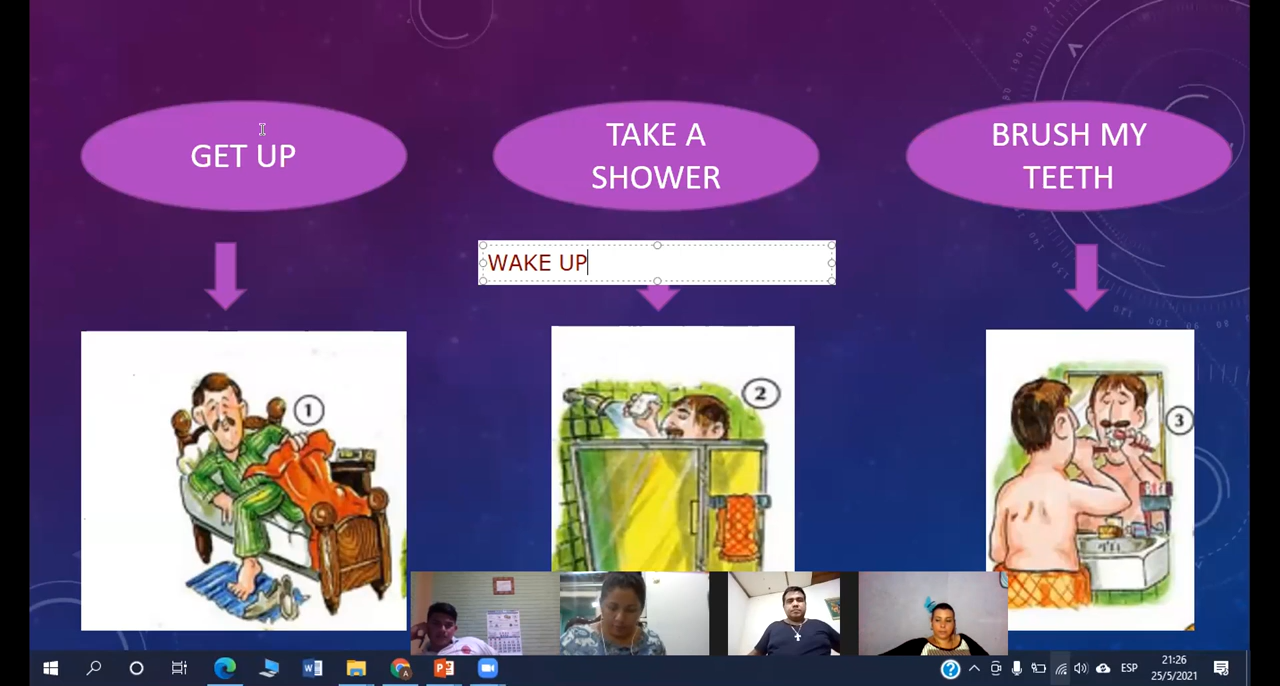 GET UP
TAKE A
SHOWER
BRUSH MY
TEETH
WAKE UP
1
2
3
ESP
21:26
25/5/2021